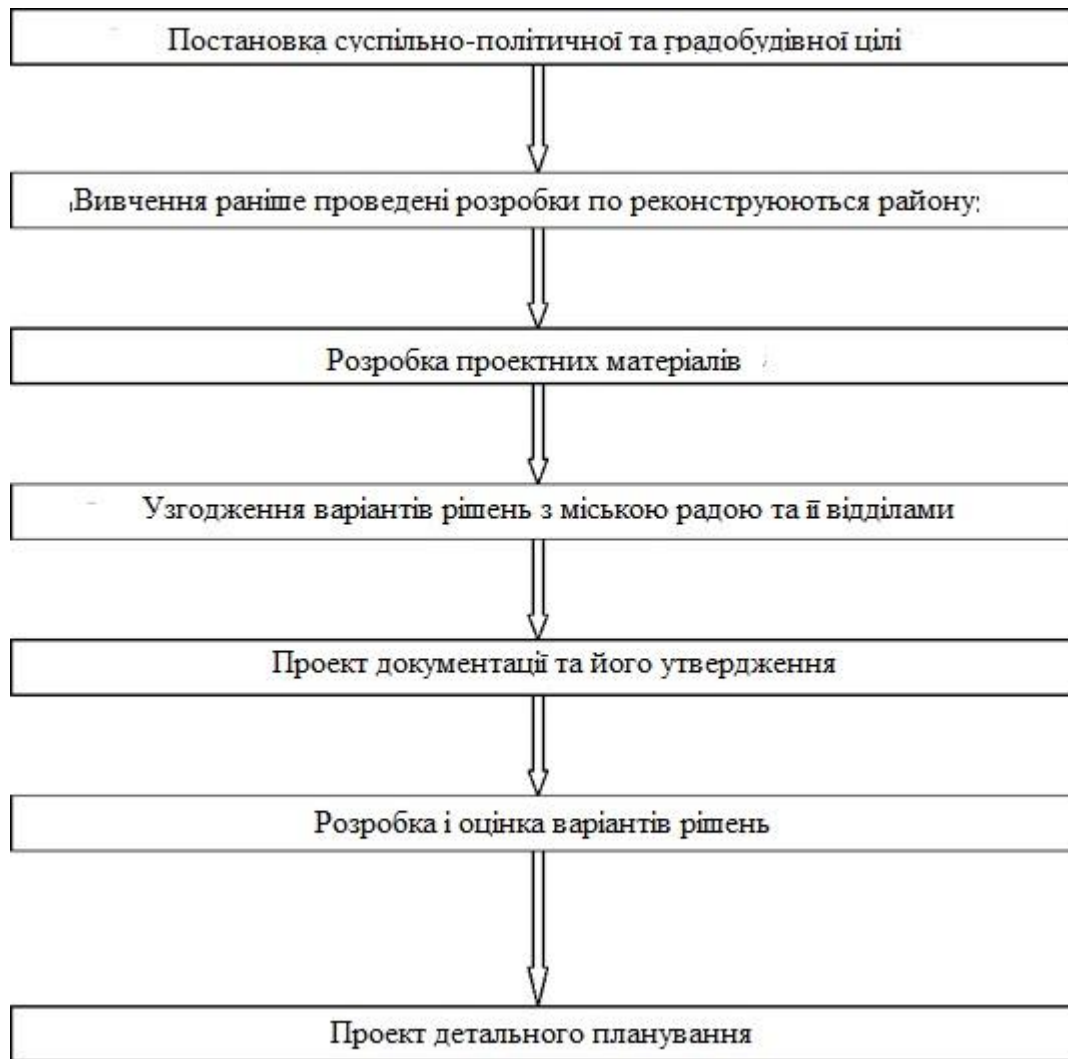 Постановка суспільно-політичної та градобудівної цілі
Вивчення раніше проведені розробки по реконструюються району:
Розробка проектних матеріалів
Узгодження варіантів рішень з міською радою та її відділами
Проект документації та його утвердження
Розробка і оцінка варіантів рішень
Проект детального планування